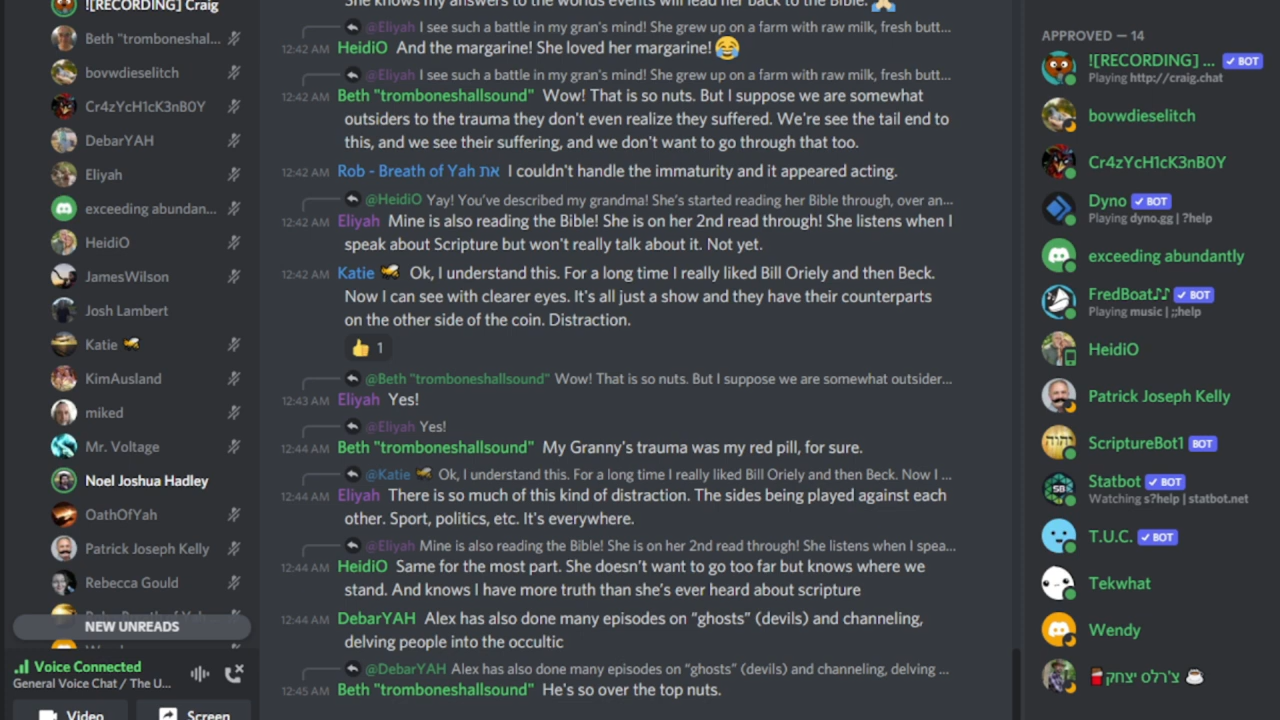 ![RECORDING] Craig
Beth "tromboneshal...
bovwdieselitch
Cr4zYcH1cK3nB0Y
DebarYAH
Eliyah
exceeding abundan...
HeidiO
JamesWilson
Josh Lambert
Katie 🐝
KimAusland
miked
Mr. Voltage
Noel Joshua Hadley
OathOfYah
Patrick Joseph Kelly
Rebecca Gould
NEW UNREADS
Voice Connected
General Voice Chat / The U...
Video
Screen
She knows my answers to the worlds events will lead her back to the Bible. 🙏🏻
@Eliyah I see such a battle in my gran's mind! She grew up on a farm with raw milk, fresh butt...
12:42 AM HeidiO And the margarine! She loved her margarine! 😂
@Eliyah I see such a battle in my gran's mind! She grew up on a farm with raw milk, fresh butt...
12:42 AM Beth "tromboneshallsound" Wow! That is so nuts. But I suppose we are somewhat
outsiders to the trauma they don't even realize they suffered. We're see the tail end to
this, and we see their suffering, and we don't want to go through that too.
12:42 AM Rob - Breath of Yah את I couldn't handle the immaturity and it appeared acting.
@HeidiO Yay! You've described my grandma! She's started reading her Bible through, over an...
12:42 AM Eliyah Mine is also reading the Bible! She is on her 2nd read through! She listens when I
speak about Scripture but won't really talk about it. Not yet.
12:42 AM Katie 🐝 Ok, I understand this. For a long time I really liked Bill Oriely and then Beck.
Now I can see with clearer eyes. It's all just a show and they have their counterparts
on the other side of the coin. Distraction.
👍 1
@Beth "tromboneshallsound" Wow! That is so nuts. But I suppose we are somewhat outsider...
12:43 AM Eliyah Yes!
@Eliyah Yes!
12:44 AM Beth "tromboneshallsound" My Granny's trauma was my red pill, for sure.
@Katie 🐝 Ok, I understand this. For a long time I really liked Bill Oriely and then Beck. Now I ...
12:44 AM Eliyah There is so much of this kind of distraction. The sides being played against each
other. Sport, politics, etc. It's everywhere.
@Eliyah Mine is also reading the Bible! She is on her 2nd read through! She listens when I spea...
12:44 AM HeidiO Same for the most part. She doesn't want to go too far but knows where we
stand. And knows I have more truth than she's ever heard about scripture
12:44 AM DebarYAH Alex has also done many episodes on “ghosts” (devils) and channeling,
delving people into the occultic
@DebarYAH Alex has also done many episodes on “ghosts” (devils) and channeling, delving ...
12:45 AM Beth "tromboneshallsound" He's so over the top nuts.
APPROVED — 14
![RECORDING] ... ✓ BOT
Playing http://craig.chat
bovwdieselitch
Cr4zYcH1cK3nB0Y
Dyno ✓ BOT
Playing dyno.gg | ?help
exceeding abundantly
FredBoat♪♪ ✓ BOT
Playing music | ;;help
HeidiO
Patrick Joseph Kelly
יהוה
ScriptureBot1 BOT
SB
Statbot ✓ BOT
Watching s?help | statbot.net
T.U.C. ✓ BOT
Tekwhat
Wendy
🥤צ'רלס יצחק ☕